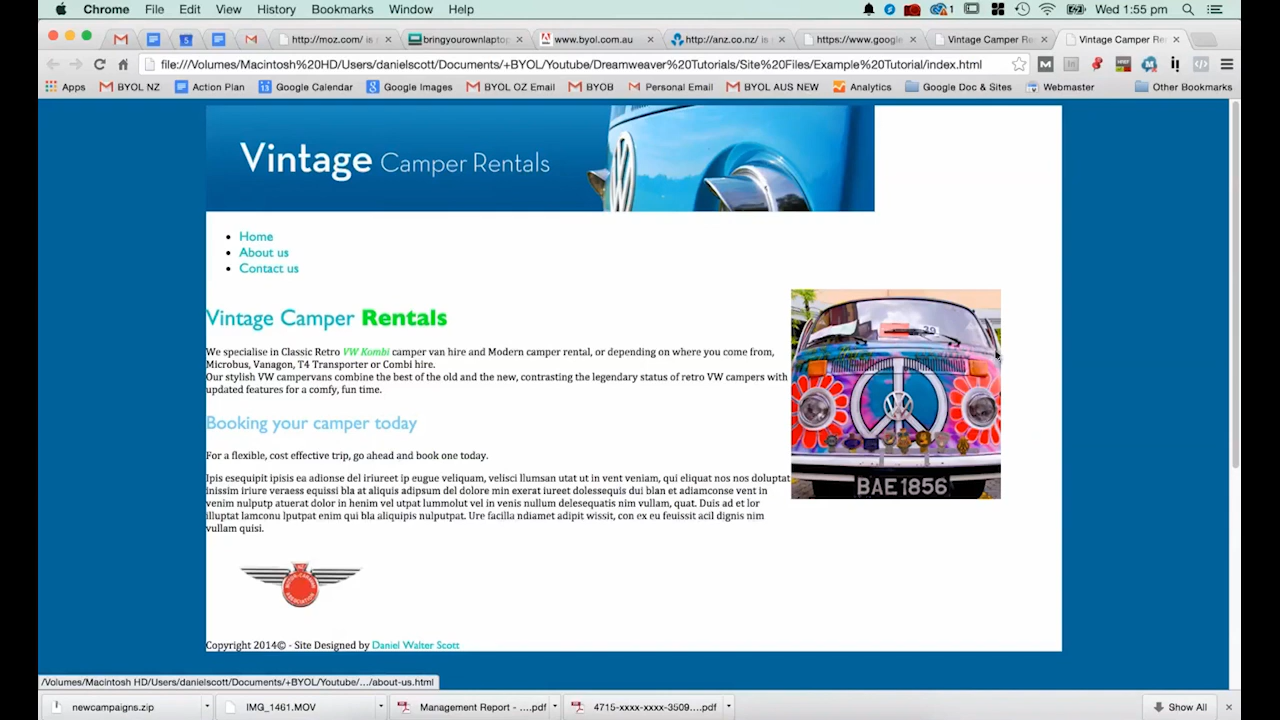 Chrome File Edit View History Bookmarks Window Help 1 Wed 1:55 pm
5 http://moz.com/ is bringyourownlaptop www.byol.com.au http://anz.co.nz/ is https://www.google Vintage Camper Re Vintage Camper Re
file:///Volumes/Macintosh%20HD/Users/danielscott/Documents/+BYOL/Youtube/Dreamweaver%20Tutorials/Site%20Files/Example%20Tutorial/index.html
Apps BYOL NZ Action Plan Google Calendar Google Images BYOL OZ Email BYOB Personal Email BYOL AUS NEW Analytics Google Doc & Sites Webmaster Other Bookmarks
Vintage Camper Rentals
Home
About us
Contact us
Vintage Camper Rentals
We specialise in Classic Retro VW Kombi camper van hire and Modern camper rental, or depending on where you come from,
Microbus, Vanagon, T4 Transporter or Combi hire.
Our stylish VW campervans combine the best of the old and the new, contrasting the legendary status of retro VW campers with
updated features for a comfy, fun time.
BAE1856
Booking your camper today
For a flexible, cost effective trip, go ahead and book one today.
Ipis esequipit ipisis ea adionse del iriureet ip eugue veliquam, velisci llumsan utat ut in vent veniam, qui eliquat nos nos doluptat
inissim iriure veraess equissi bla at aliquis adipsum del dolore min exerat iureet dolessequis dui blan et adiamconse vent in
venim nulputp atuerat dolor in henim vel utpat lummolut vel in venis nullum delesequatis nim vullam, quat. Duis ad et lor
illuptat lamconu lputpat enim qui bla aliquipis nulputpat. Ure facilla ndiamet adipit wissit, con ex eu feuissit acil dignis nim
vullam quisi.
Copyright 2014© - Site Designed by Daniel Walter Scott
/Volumes/Macintosh HD/Users/danielscott/Documents/+BYOL/Youtube/…/about-us.html
newcampaigns.zip IMG_1461.MOV Management Report - ....pdf 4715-xxxx-xxxx-3509....pdf Show All